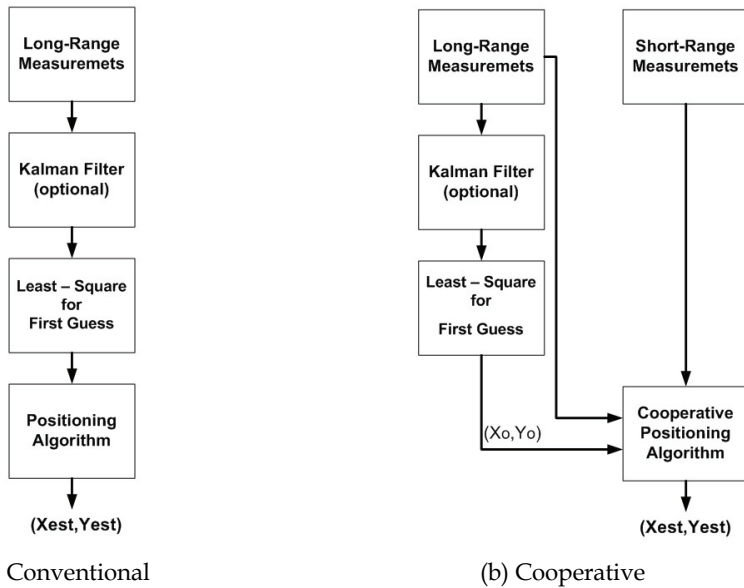 Long-Range
Measuremets
Kalman Filter
(optional)
Least – Square
for
First Guess
Positioning
Algorithm
(Xest,Yest)
Conventional
Long-Range
Measuremets
Short-Range
Measuremets
Kalman Filter
(optional)
Least – Square
for
First Guess
(Xo,Yo)
Cooperative
Positioning
Algorithm
(Xest,Yest)
(b) Cooperative